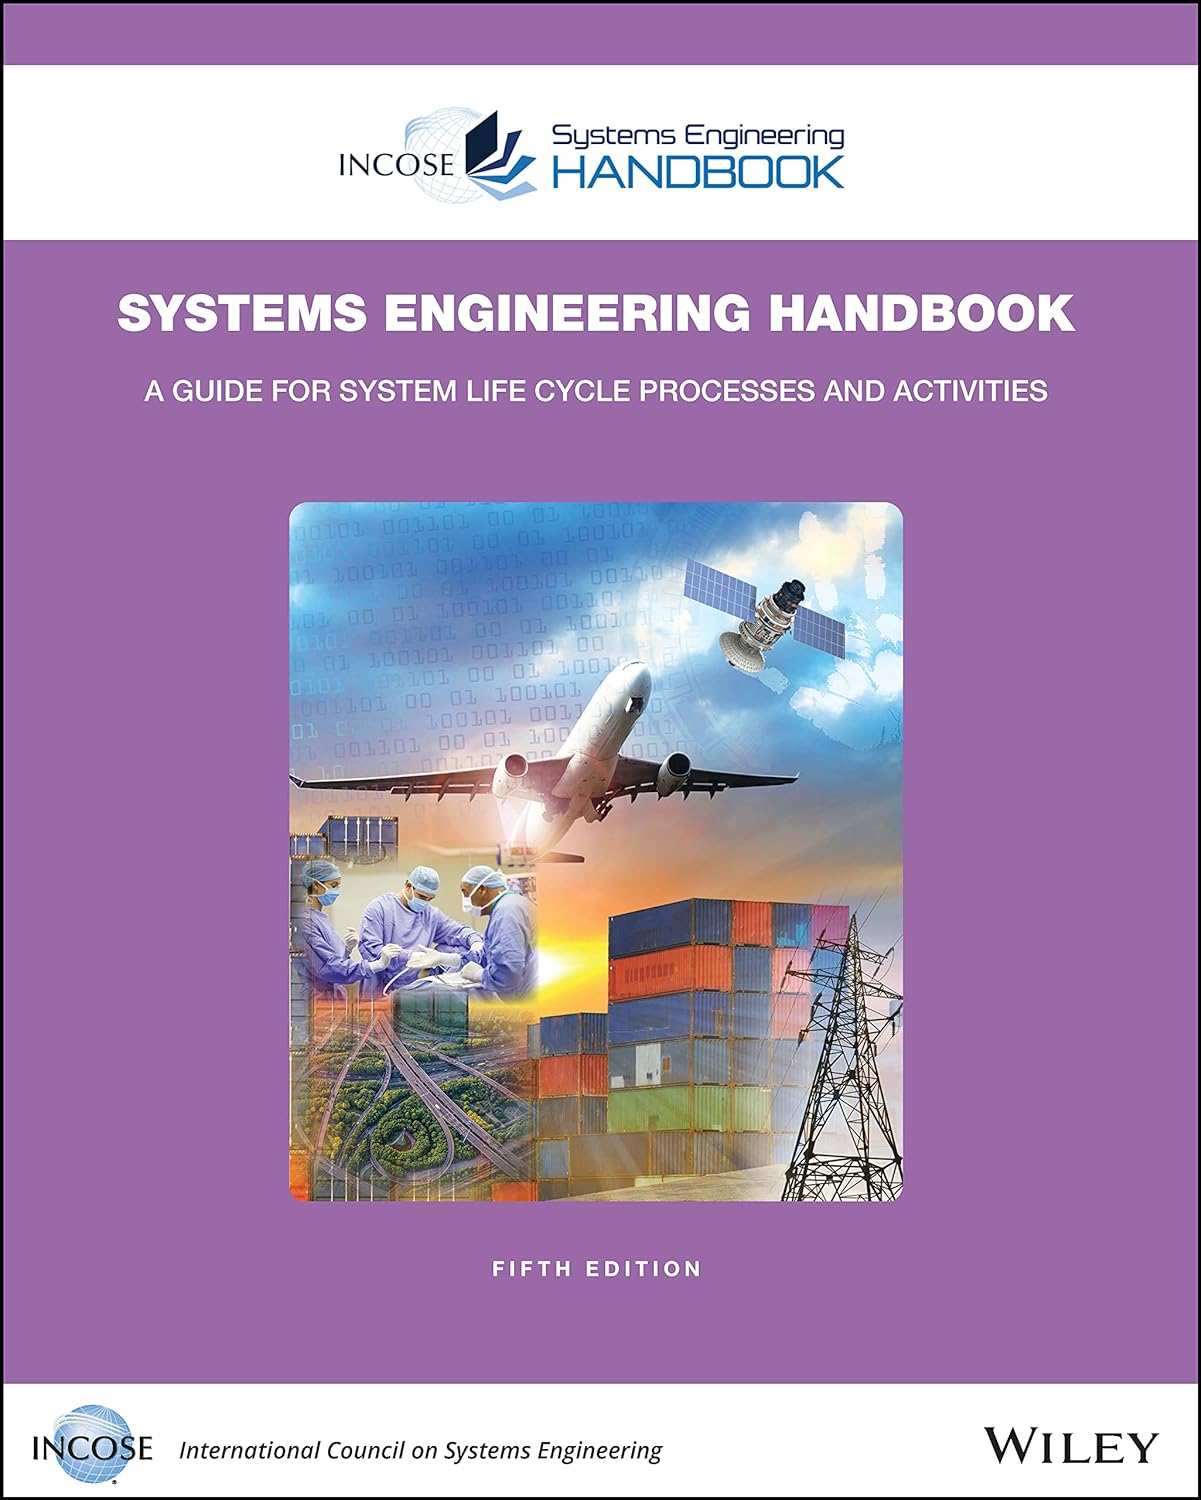 INCOSE
Systems Engineering
HANDBOOK
SYSTEMS ENGINEERING HANDBOOK
A GUIDE FOR SYSTEM LIFE CYCLE PROCESSES AND ACTIVITIES
FIFTH EDITION
INCOSE
®
International Council on Systems Engineering
WILEY